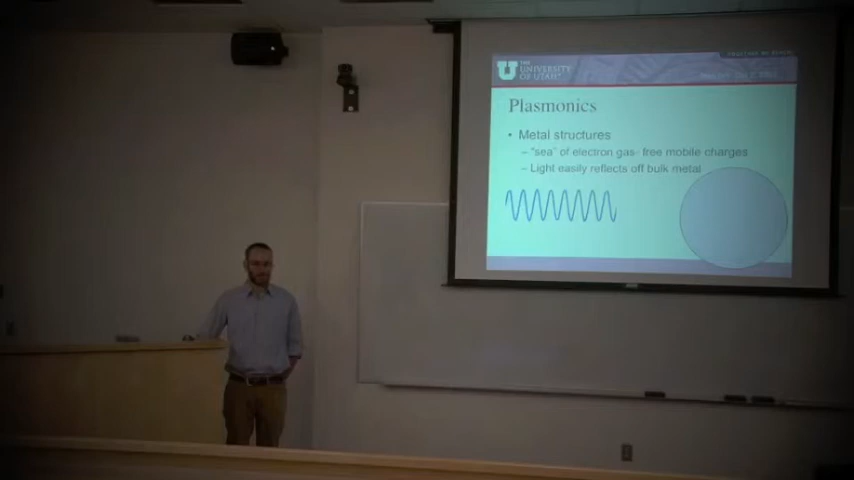 U THE
UNIVERSITY
OF UTAH
Plasmonics
• Metal structures
– "sea" of electron gas- free mobile charges
– Light easily reflects off bulk metal